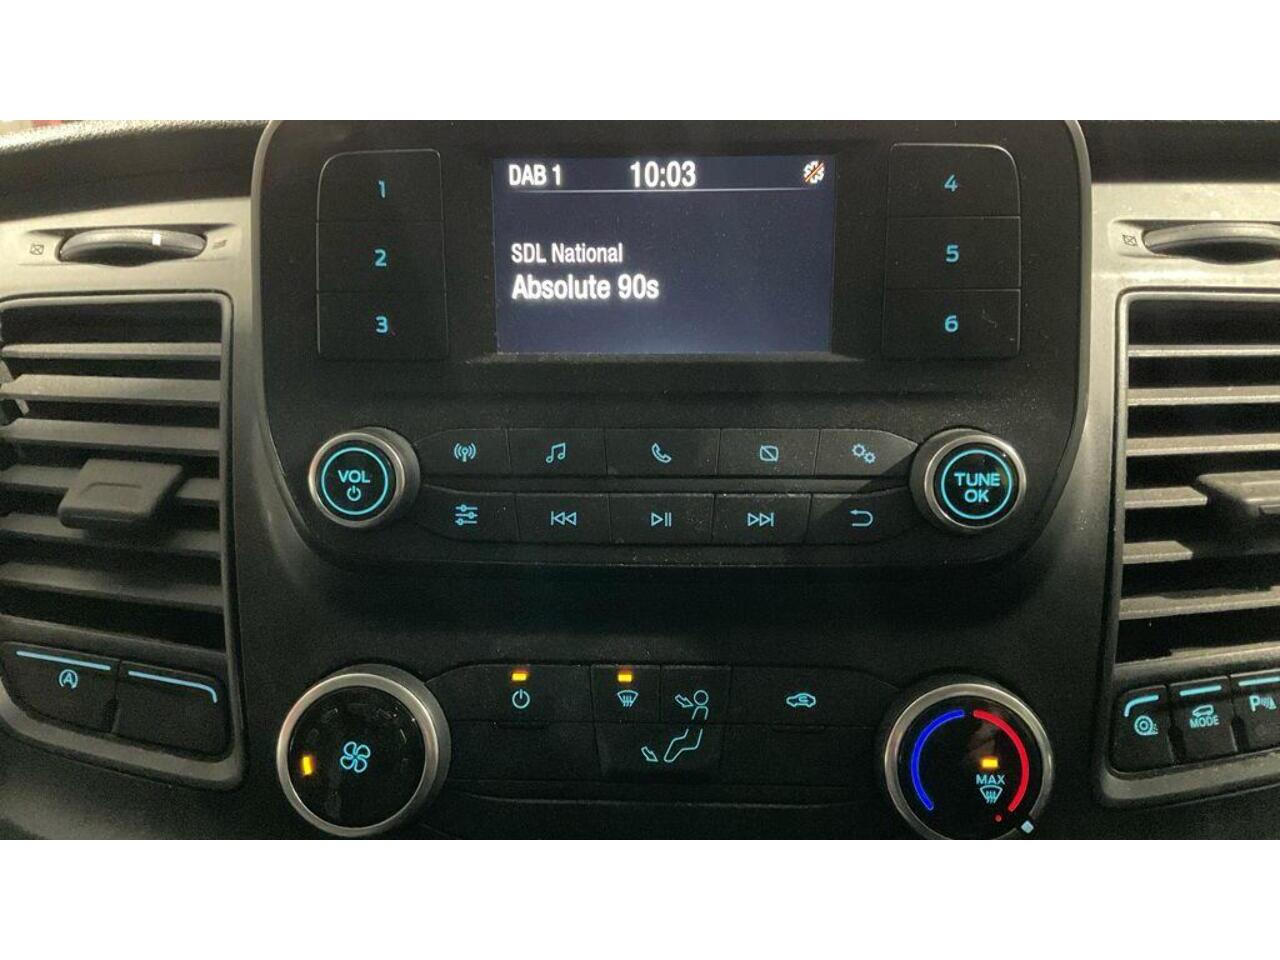 DAB 1 10:03
SDL National
Absolute 90s
1
2
3
4
5
6
VOL
TUNE
OK
A
MODE
P
MAX